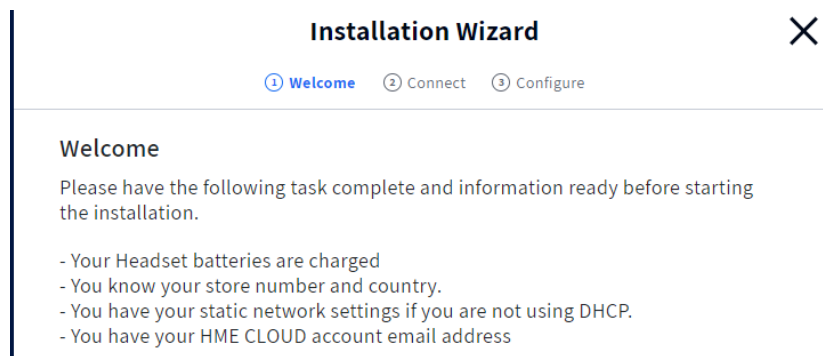 Installation Wizard
1 Welcome 2 Connect 3 Configure
Welcome
Please have the following task complete and information ready before starting
the installation.
- Your Headset batteries are charged
- You know your store number and country.
- You have your static network settings if you are not using DHCP.
- You have your HME CLOUD account email address